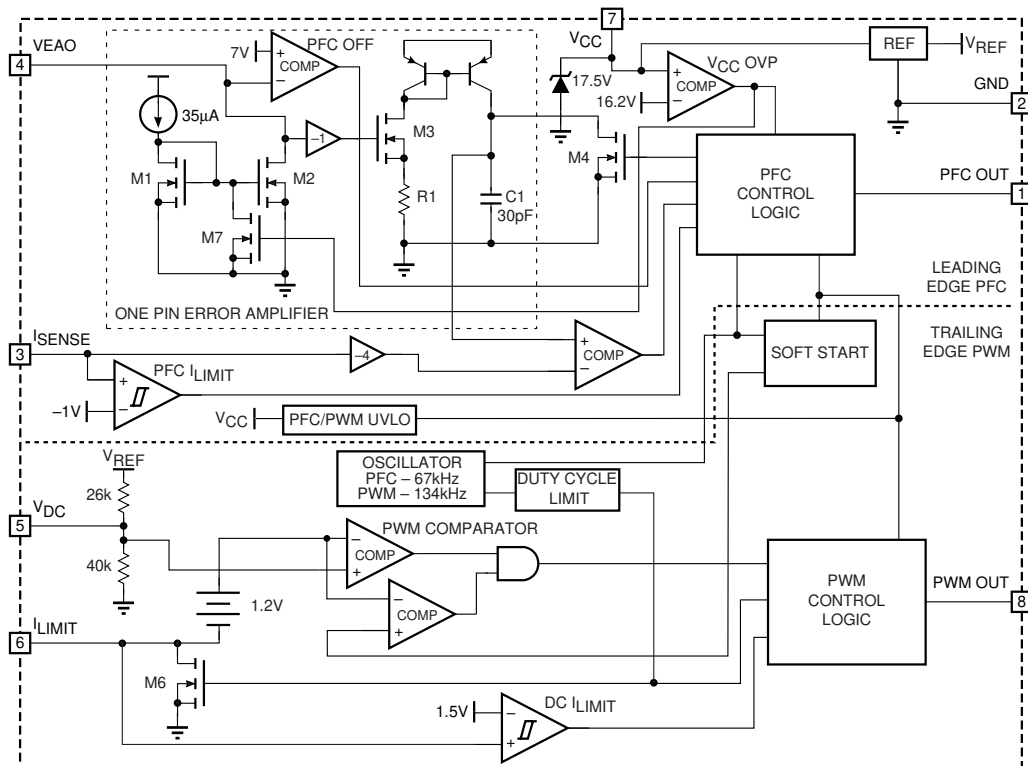 7
VEAO
4
7V
+
–
COMP
PFC OFF
35µA
M1
M2
M7
–1
M3
R1
C1
30pF
ONE PIN ERROR AMPLIFIER
VCC
17.5V
16.2V
+
–
COMP
VCC OVP
REF
VREF
GND
2
M4
PFC
CONTROL
LOGIC
PFC OUT
1
LEADING
EDGE PFC
TRAILING
EDGE PWM
ISENSE
3
–4
+
–
COMP
SOFT START
PFC ILIMIT
+
–
–1V
VCC
PFC/PWM UVLO
VREF
26k
VDC
5
40k
OSCILLATOR
PFC – 67kHz
PWM – 134kHz
DUTY CYCLE
LIMIT
PWM COMPARATOR
–
COMP
+
–
COMP
+
1.2V
PWM
CONTROL
LOGIC
PWM OUT
8
ILIMIT
6
M6
1.5V
–
+
DC ILIMIT